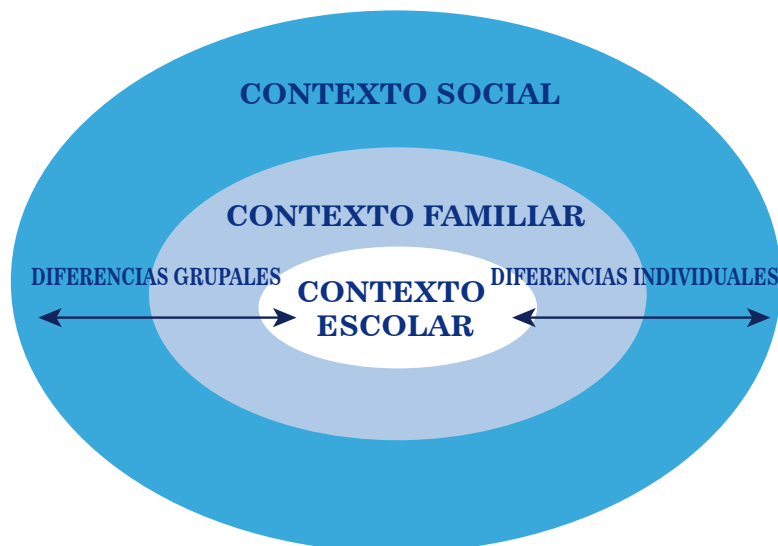 CONTEXTO SOCIAL
CONTEXTO FAMILIAR
DIFERENCIAS GRUPALES
DIFERENCIAS INDIVIDUALES
CONTEXTO
ESCOLAR